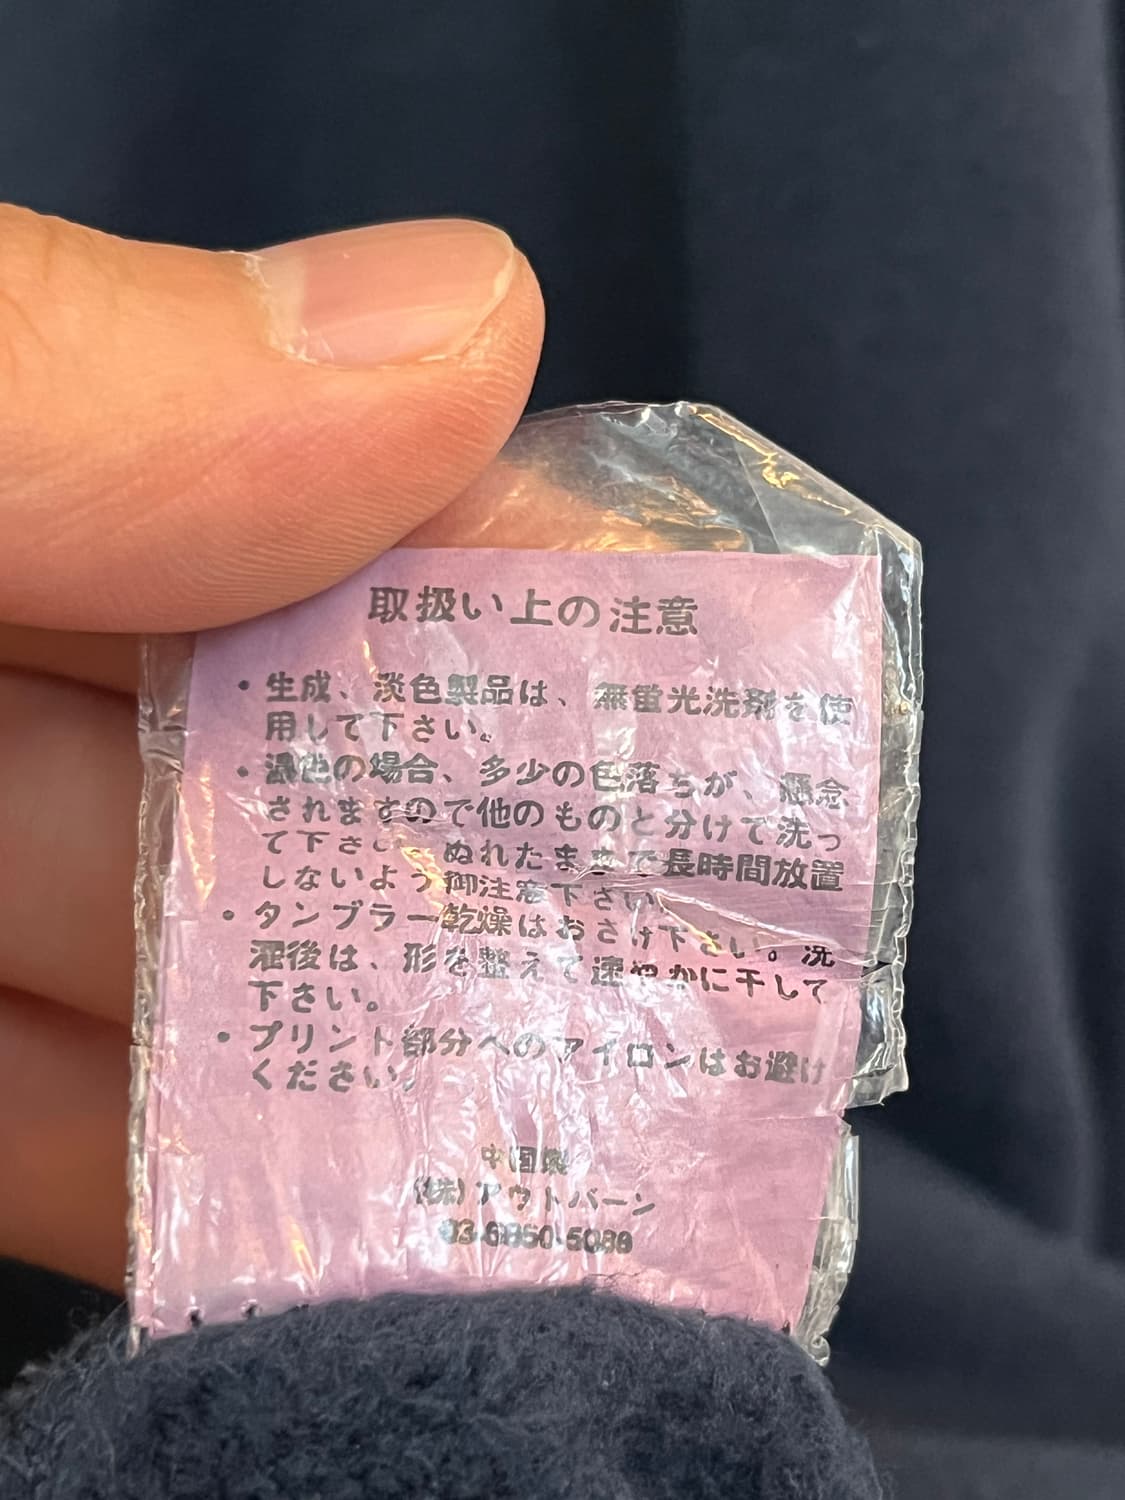 取扱い上の注意
・生成、淡色製品は、無蛍光洗剤を使
用して下さい。
・濃色の場合、多少の色落ちが、懸念
されますので他のものと分けて洗っ
て下さい。ぬれたままで長時間放置
しないよう御注意下さい。
・タンブラー乾燥はおさけ下さい。洗
濯後は、形を整えて速やかに干して
下さい。
・プリント部分へのアイロンはお避け
ください。
中国製
(株)アウトバーン